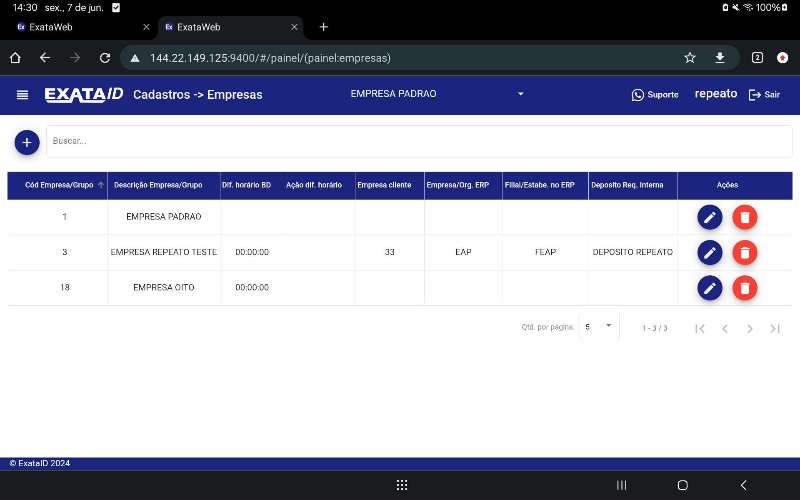 14:30 sex., 7 de jun. 100%
Ex ExataWeb Ex ExataWeb
144.22.149.125:9400/#/painel/(painel:empresas) 2
EXATAID Cadastros -> Empresas EMPRESA PADRAO Suporte repeato Sair
Buscar...
Cód Empresa/Grupo Descrição Empresa/Grupo Dif. horário BD Ação dif. horário Empresa cliente Empresa/Org. ERP Filial/Estabe. no ERP Deposito Req. Interna Ações
1 EMPRESA PADRAO
3 EMPRESA REPEATO TESTE 00:00:00 33 EAP FEAP DEPOSITO REPEATO
18 EMPRESA OITO 00:00:00
Qtd. por página: 5 1 - 3 / 3
© ExataID 2024